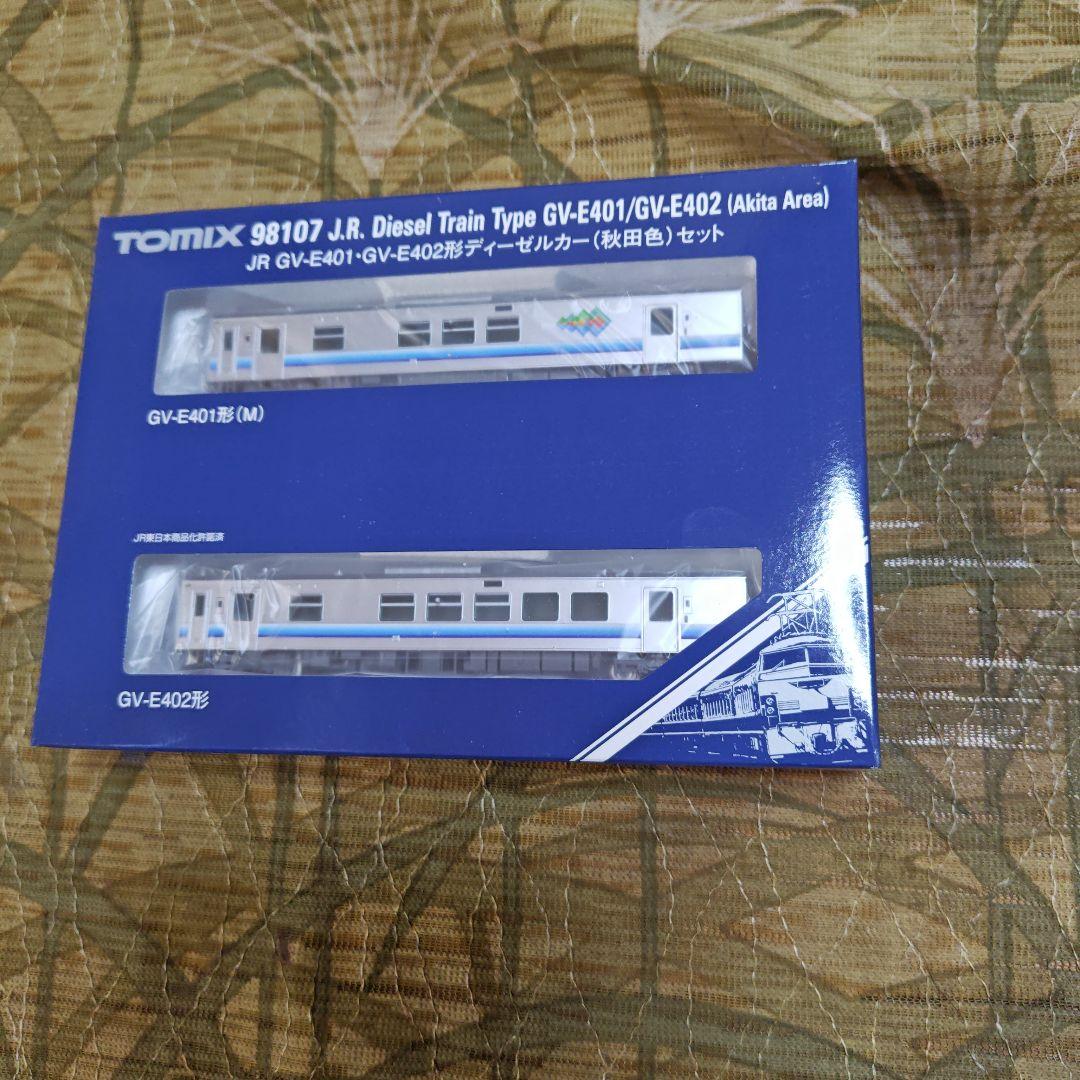 TOMIX 98107 J.R. Diesel Train Type GV-E401/GV-E402 (Akita Area)
JR GV-E401・GV-E402形ディーゼルカー(秋田色)セット
GV-E401形(M)
JR東日本商品化許諾済
GV-E402形